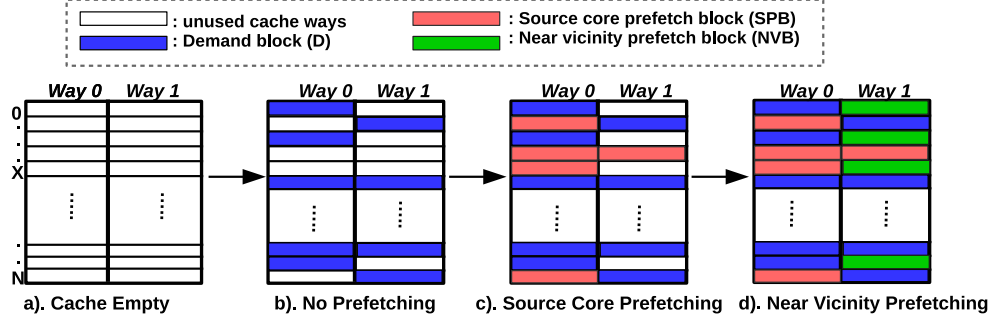 : unused cache ways
: Source core prefetch block (SPB)
: Demand block (D)
: Near vicinity prefetch block (NVB)
Way 0 Way 1
Way 0 Way 1
Way 0 Way 1
Way 0 Way 1
0
.
.
X
.
.
N
a). Cache Empty
b). No Prefetching
c). Source Core Prefetching
d). Near Vicinity Prefetching